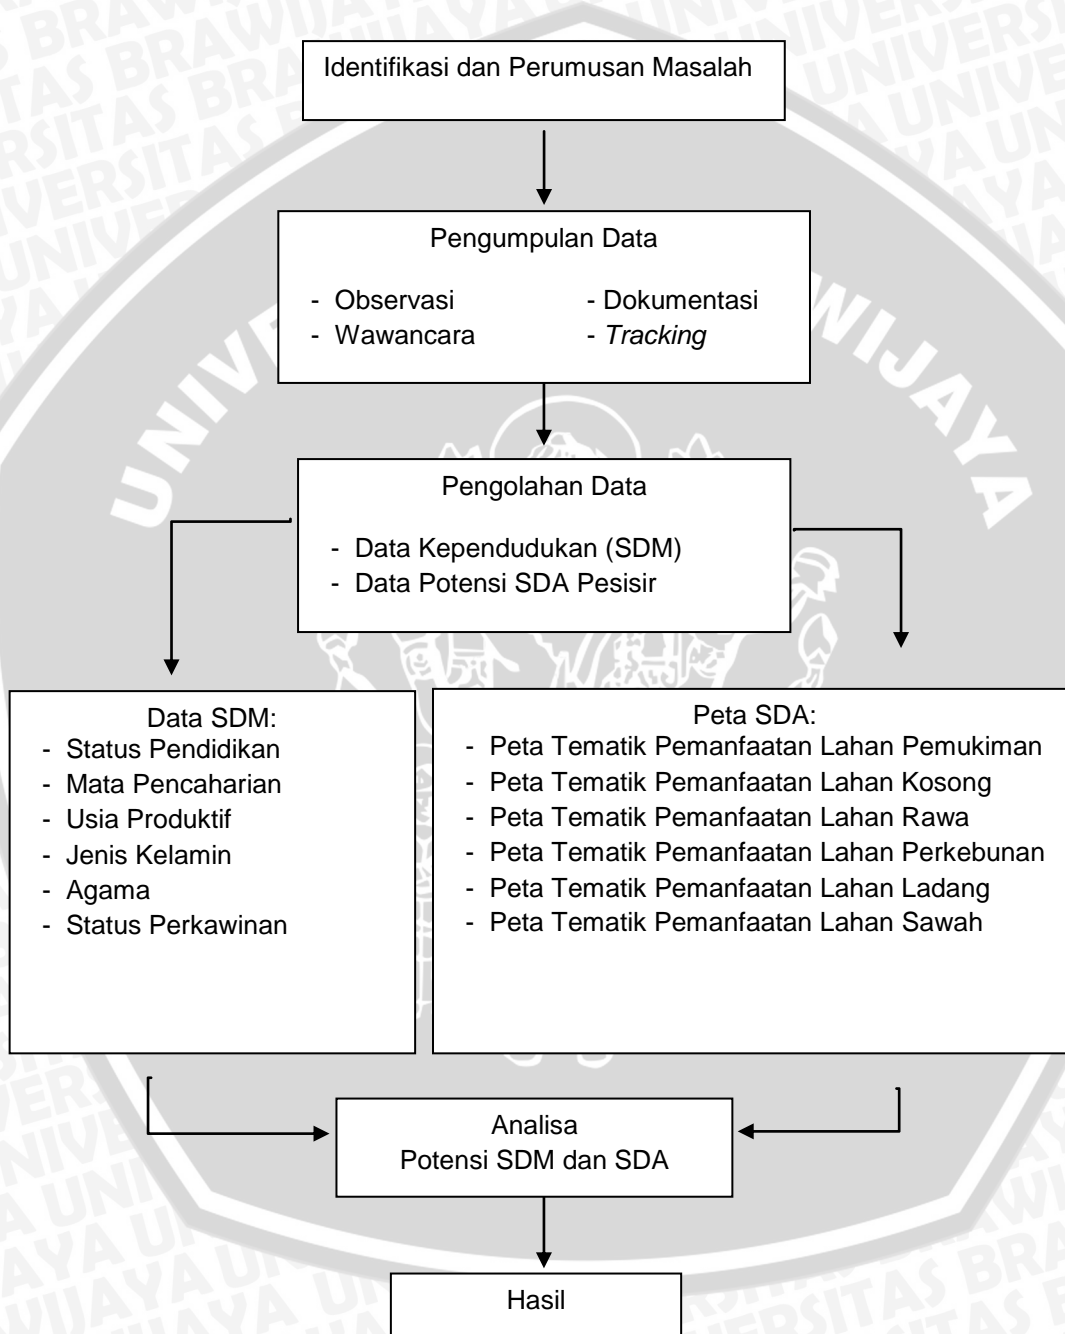 Identifikasi dan Perumusan Masalah
Pengumpulan Data
- Observasi - Dokumentasi
- Wawancara - Tracking
Pengolahan Data
- Data Kependudukan (SDM)
- Data Potensi SDA Pesisir
Data SDM:
- Status Pendidikan
- Mata Pencaharian
- Usia Produktif
- Jenis Kelamin
- Agama
- Status Perkawinan
Peta SDA:
- Peta Tematik Pemanfaatan Lahan Pemukiman
- Peta Tematik Pemanfaatan Lahan Kosong
- Peta Tematik Pemanfaatan Lahan Rawa
- Peta Tematik Pemanfaatan Lahan Perkebunan
- Peta Tematik Pemanfaatan Lahan Ladang
- Peta Tematik Pemanfaatan Lahan Sawah
Analisa
Potensi SDM dan SDA
Hasil